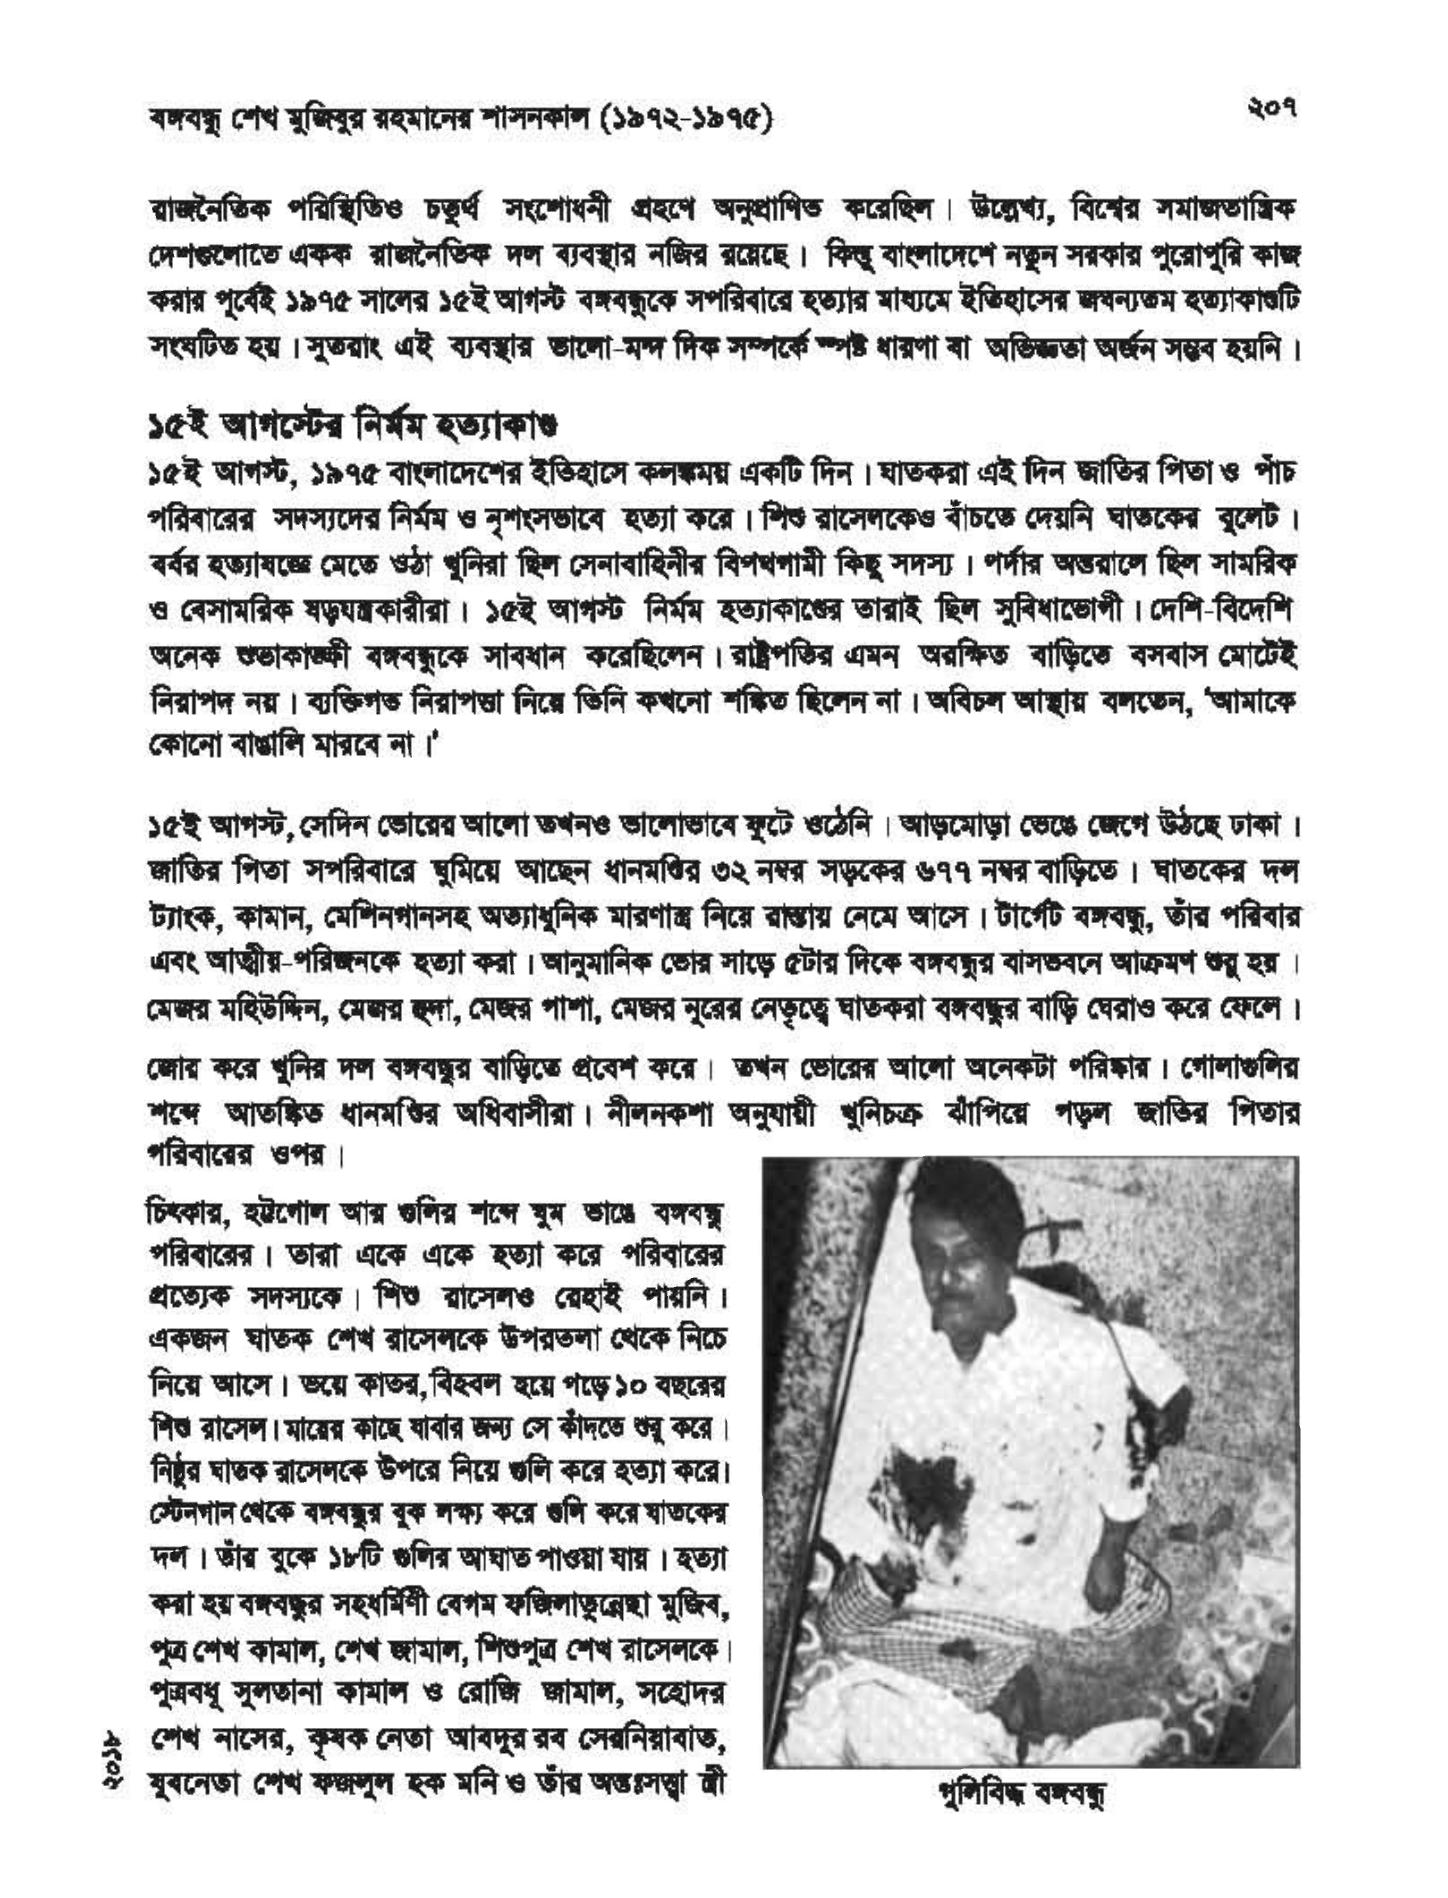 বঙ্গবন্ধু শেখ মুজিবুর রহমানের শাসনকাল (১৯৭২-১৯৭৫)
২০৭
রাজনৈতিক পরিস্থিতিও চতুর্থ সংশোধনী গ্রহণে অনুপ্রাণিত করেছিল। উল্লেখ্য, বিশ্বের সমাজতান্ত্রিক
দেশগুলোতে একক রাজনৈতিক দল ব্যবস্থার নজির রয়েছে। কিন্তু বাংলাদেশে নতুন সরকার পুরোপুরি কাজ
করার পূর্বেই ১৯৭৫ সালের ১৫ই আগস্ট বঙ্গবন্ধুকে সপরিবারে হত্যার মাধ্যমে ইতিহাসের জঘন্যতম হত্যাকাণ্ডটি
সংঘটিত হয়। সুতরাং এই ব্যবস্থার ভালো-মন্দ দিক সম্পর্কে স্পষ্ট ধারণা বা অভিজ্ঞতা অর্জন সম্ভব হয়নি।
১৫ই আগস্টের নির্মম হত্যাকাণ্ড
১৫ই আগস্ট, ১৯৭৫ বাংলাদেশের ইতিহাসে কলঙ্কময় একটি দিন। ঘাতকরা এই দিন জাতির পিতা ও পাঁচ
পরিবারের সদস্যদের নির্মম ও নৃশংসভাবে হত্যা করে। শিশু রাসেলকেও বাঁচতে দেয়নি ঘাতকের বুলেট।
বর্বর হত্যাযজ্ঞে মেতে ওঠা খুনিরা ছিল সেনাবাহিনীর বিপথগামী কিছু সদস্য। পর্দার অন্তরালে ছিল সামরিক
ও বেসামরিক ষড়যন্ত্রকারীরা। ১৫ই আগস্ট নির্মম হত্যাকাণ্ডের তারাই ছিল সুবিধাভোগী। দেশি-বিদেশি
অনেক শুভাকাঙ্ক্ষী বঙ্গবন্ধুকে সাবধান করেছিলেন। রাষ্ট্রপতির এমন অরক্ষিত বাড়িতে বসবাস মোটেই
নিরাপদ নয়। ব্যক্তিগত নিরাপত্তা নিয়ে তিনি কখনো শঙ্কিত ছিলেন না। অবিচল আস্থায় বলতেন, 'আমাকে
কোনো বাঙালি মারবে না।'
১৫ই আগস্ট, সেদিন ভোরের আলো তখনও ভালোভাবে ফুটে ওঠেনি। আড়মোড়া ভেঙে জেগে উঠছে ঢাকা।
জাতির পিতা সপরিবারে ঘুমিয়ে আছেন ধানমণ্ডির ৩২ নম্বর সড়কের ৬৭৭ নম্বর বাড়িতে। ঘাতকের দল
ট্যাংক, কামান, মেশিনগানসহ অত্যাধুনিক মারণাস্ত্র নিয়ে রাস্তায় নেমে আসে। টার্গেট বঙ্গবন্ধু, তাঁর পরিবার
এবং আত্মীয়-পরিজনকে হত্যা করা। আনুমানিক ভোর সাড়ে ৫টার দিকে বঙ্গবন্ধুর বাসভবনে আক্রমণ শুরু হয়।
মেজর মহিউদ্দিন, মেজর হুদা, মেজর পাশা, মেজর নূরের নেতৃত্বে ঘাতকরা বঙ্গবন্ধুর বাড়ি ঘেরাও করে ফেলে।
জোর করে খুনির দল বঙ্গবন্ধুর বাড়িতে প্রবেশ করে। তখন ভোরের আলো অনেকটা পরিষ্কার। গোলাগুলির
শব্দে আতঙ্কিত ধানমণ্ডির অধিবাসীরা। নীলনকশা অনুযায়ী খুনিচক্র ঝাঁপিয়ে পড়ল জাতির পিতার
পরিবারের ওপর।
চিৎকার, হট্টগোল আর গুলির শব্দে ঘুম ভাঙে বঙ্গবন্ধু
পরিবারের। তারা একে একে হত্যা করে পরিবারের
প্রত্যেক সদস্যকে। শিশু রাসেলও রেহাই পায়নি।
একজন ঘাতক শেখ রাসেলকে উপরতলা থেকে নিচে
নিয়ে আসে। ভয়ে কাতর, বিহবল হয়ে পড়ে ১০ বছরের
শিশু রাসেল। মায়ের কাছে যাবার জন্য সে কাঁদতে শুরু করে।
নিষ্ঠুর ঘাতক রাসেলকে উপরে নিয়ে গুলি করে হত্যা করে।
স্টেনগান থেকে বঙ্গবন্ধুর বুক লক্ষ্য করে গুলি করে ঘাতকের
দল। তাঁর বুকে ১৮টি গুলির আঘাত পাওয়া যায়। হত্যা
করা হয় বঙ্গবন্ধুর সহধর্মিণী বেগম ফজিলাতুন্নেছা মুজিব,
পুত্র শেখ কামাল, শেখ জামাল, শিশুপুত্র শেখ রাসেলকে।
পুত্রবধূ সুলতানা কামাল ও রোজি জামাল, সহোদর
শেখ নাসের, কৃষক নেতা আবদুর রব সেরনিয়াবাত,
যুবনেতা শেখ ফজলুল হক মনি ও তাঁর অন্তঃসত্ত্বা স্ত্রী
গুলিবিদ্ধ বঙ্গবন্ধু
২০১৮